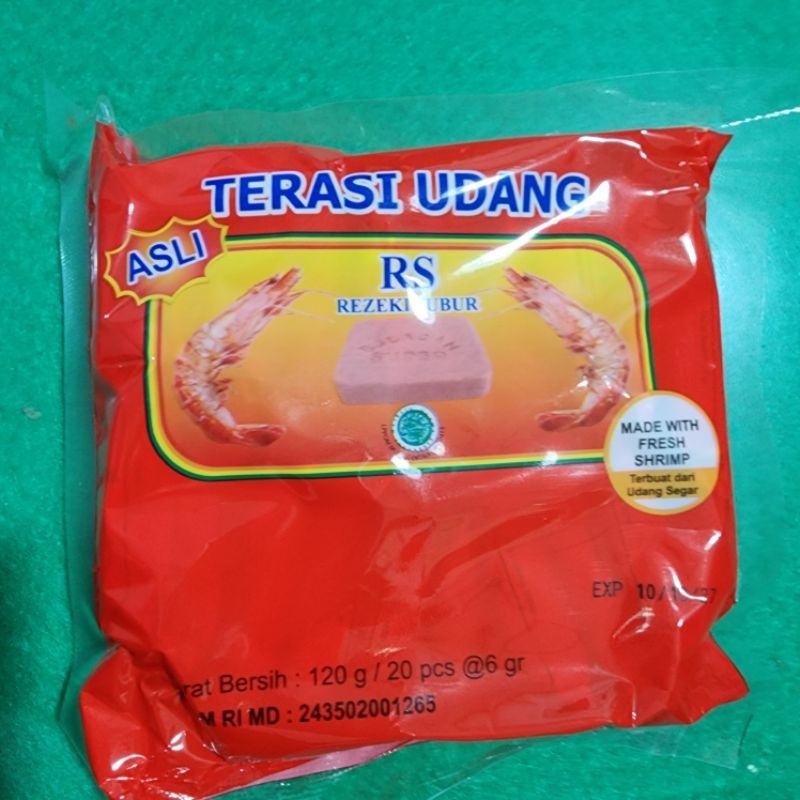 TERASI UDANG
ASLI
RS
MADE WITH
FRESH
SHRIMP
Terbuat dari
Udang Segar
EXP 10 /
Bersih : 120 g / 20 pcs @6 gr
RI MD : 243502001265